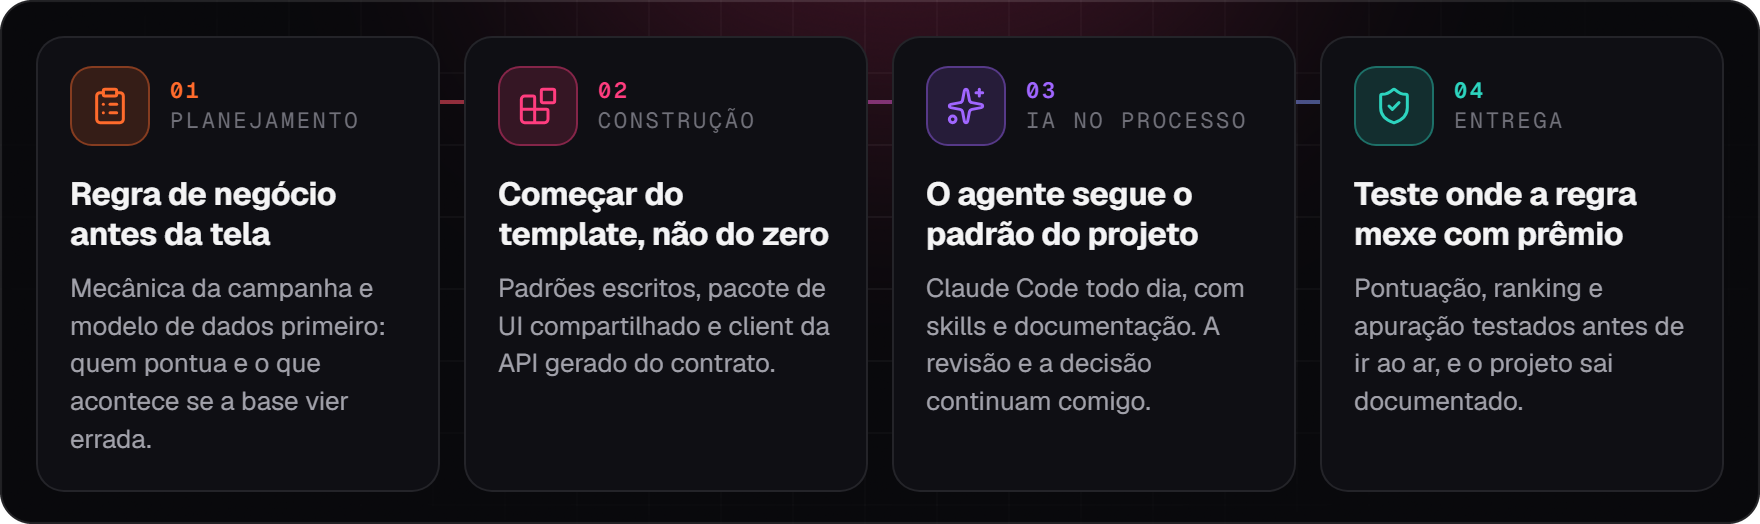 01
PLANEJAMENTO
Regra de negócio
antes da tela
Mecânica da campanha e
modelo de dados primeiro:
quem pontua e o que
acontece se a base vier
errada.
02
CONSTRUÇÃO
Começar do
template, não do zero
Padrões escritos, pacote de
UI compartilhado e client da
API gerado do contrato.
03
IA NO PROCESSO
O agente segue o
padrão do projeto
Claude Code todo dia, com
skills e documentação. A
revisão e a decisão
continuam comigo.
04
ENTREGA
Teste onde a regra
mexe com prêmio
Pontuação, ranking e
apuração testados antes de
ir ao ar, e o projeto sai
documentado.